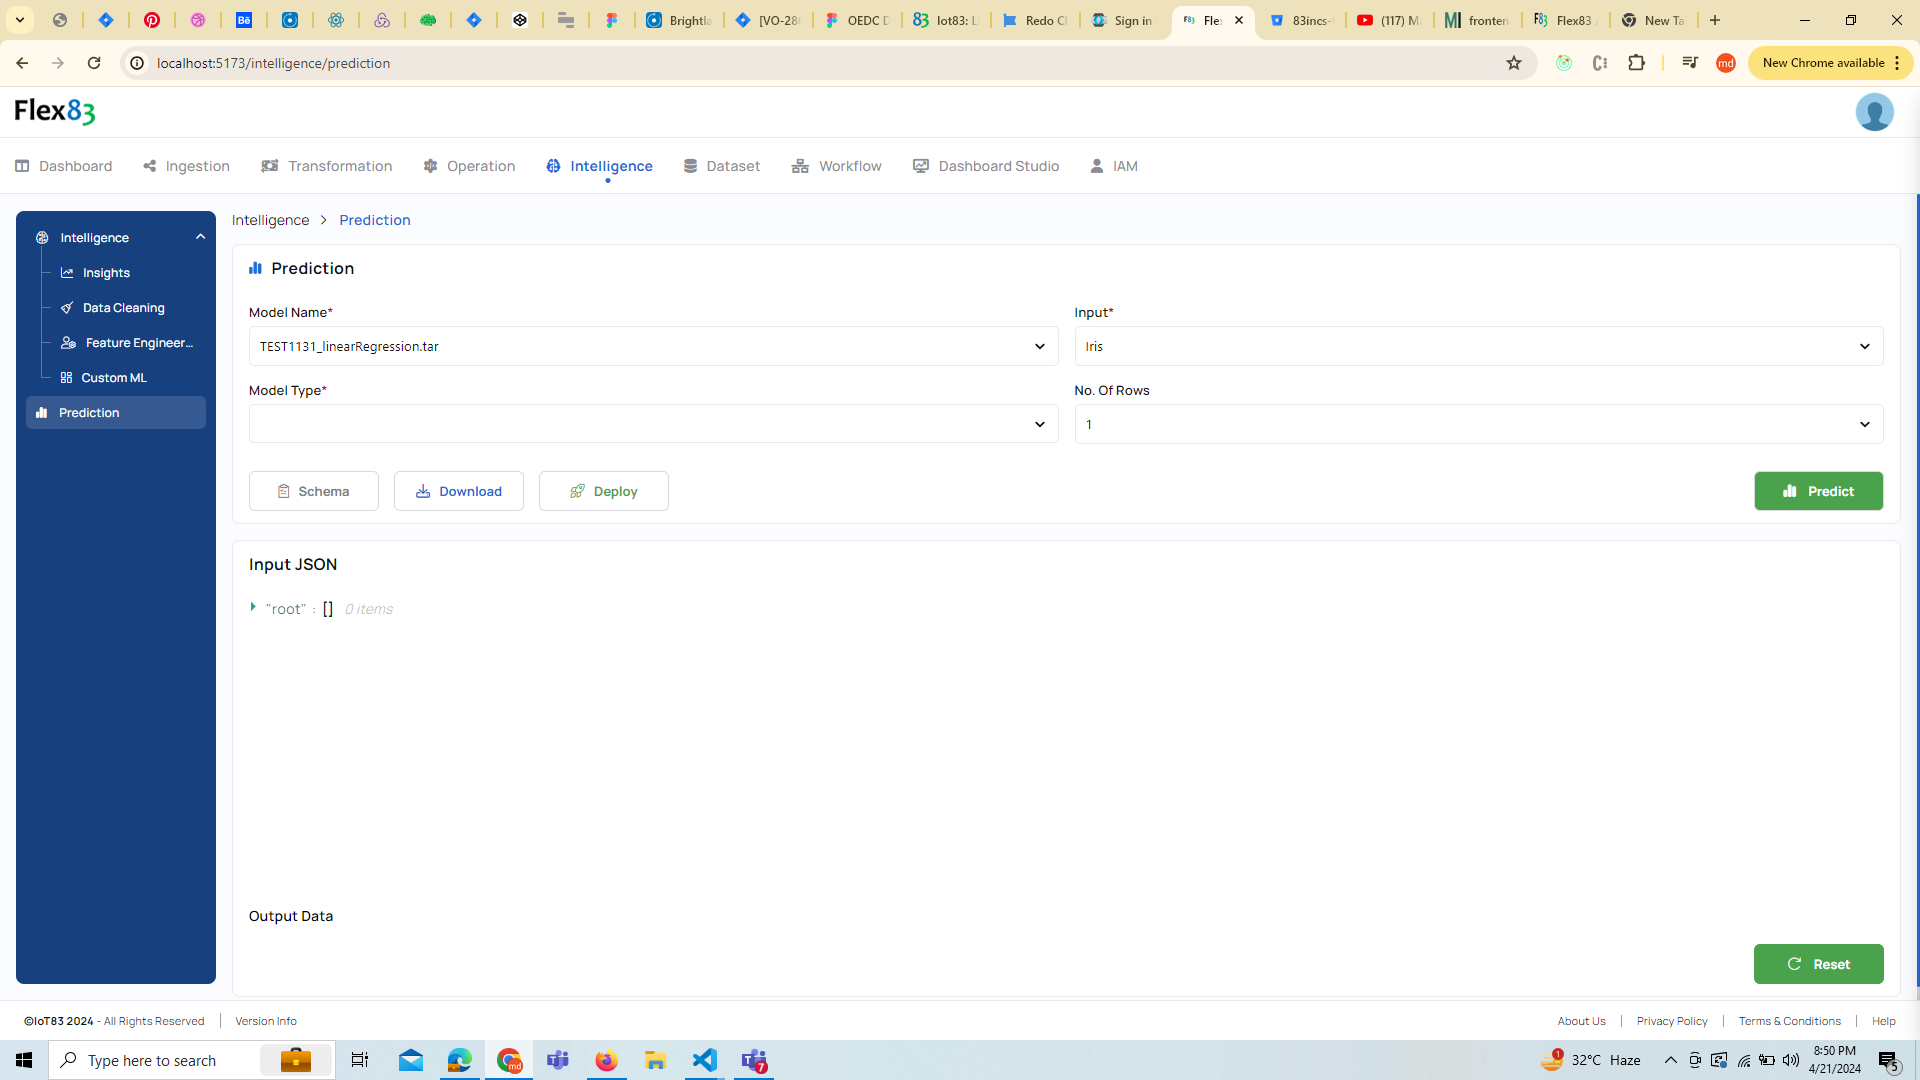 Brightla
[VO-286
OEDC D
Iot83: L
Redo Cl
Sign in
Flex
83incs-
(117) M
fronten
Flex83
New Ta
localhost:5173/intelligence/prediction
md
New Chrome available
Flex83
Dashboard
Ingestion
Transformation
Operation
Intelligence
Dataset
Workflow
Dashboard Studio
IAM
Intelligence
Insights
Data Cleaning
Feature Engineer...
Custom ML
Prediction
Intelligence > Prediction
Prediction
Model Name*
TEST1131_linearRegression.tar
Input*
Iris
Model Type*
No. Of Rows
1
Schema
Download
Deploy
Predict
Input JSON
"root" : [] 0 items
Output Data
Reset
©IoT83 2024 - All Rights Reserved
Version Info
About Us
Privacy Policy
Terms & Conditions
Help
Type here to search
32°C Haze
8:50 PM
4/21/2024